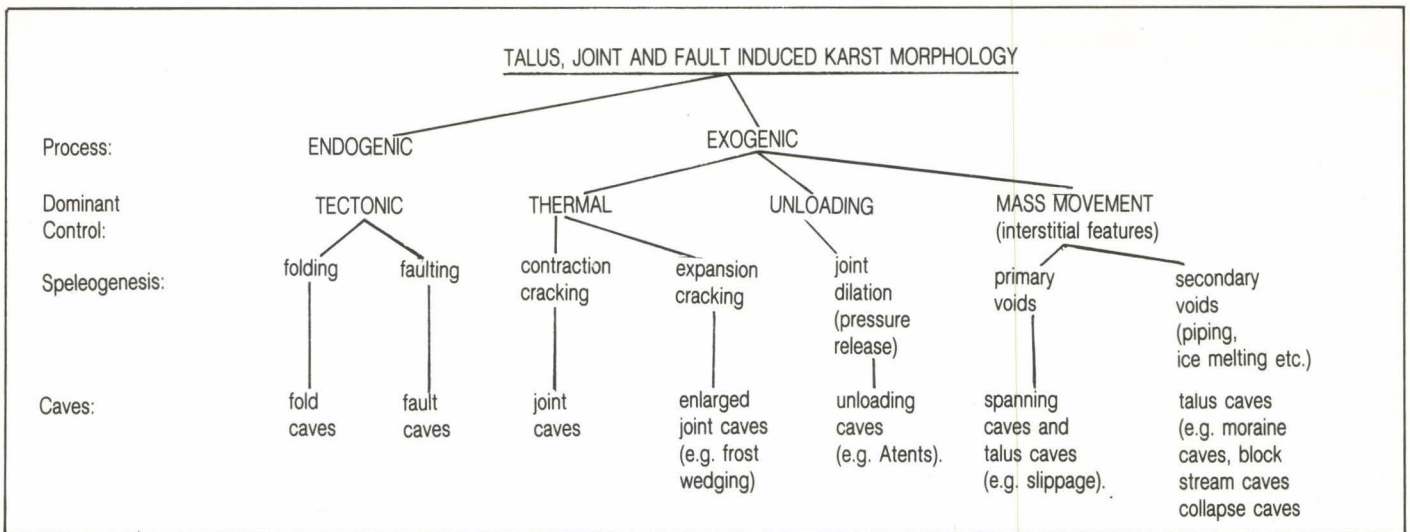 TALUS, JOINT AND FAULT INDUCED KARST MORPHOLOGY
Process:
ENDOGENIC
EXOGENIC
Dominant
Control:
TECTONIC
THERMAL
UNLOADING
MASS MOVEMENT
(interstitial features)
Speleogenesis:
folding
faulting
contraction
cracking
expansion
cracking
joint
dilation
(pressure
release)
primary
voids
secondary
voids
(piping,
ice melting etc.)
Caves:
fold
caves
fault
caves
joint
caves
enlarged
joint caves
(e.g. frost
wedging)
unloading
caves
(e.g. Atents).
spanning
caves and
talus caves
(e.g. slippage).
talus caves
(e.g. moraine
caves, block
stream caves
collapse caves